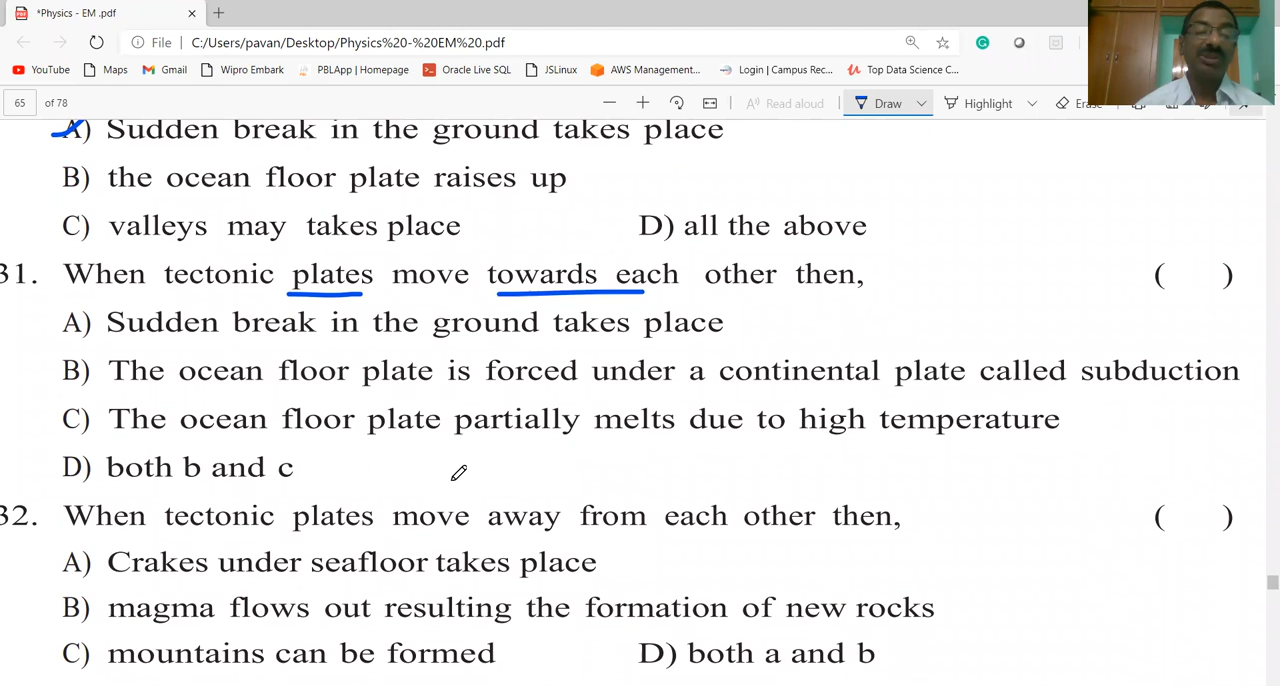 *Physics - EM .pdf
File | C:/Users/pavan/Desktop/Physics%20-%20EM%20.pdf
YouTube Maps Gmail Wipro Embark PBLApp | Homepage Oracle Live SQL JSLinux AWS Management... Login | Campus Rec... Top Data Science C...
65 of 78 Read aloud Draw Highlight
A) Sudden break in the ground takes place
B) the ocean floor plate raises up
C) valleys may takes place D) all the above
31. When tectonic plates move towards each other then, ( )
A) Sudden break in the ground takes place
B) The ocean floor plate is forced under a continental plate called subduction
C) The ocean floor plate partially melts due to high temperature
D) both b and c
32. When tectonic plates move away from each other then, ( )
A) Crakes under seafloor takes place
B) magma flows out resulting the formation of new rocks
C) mountains can be formed D) both a and b